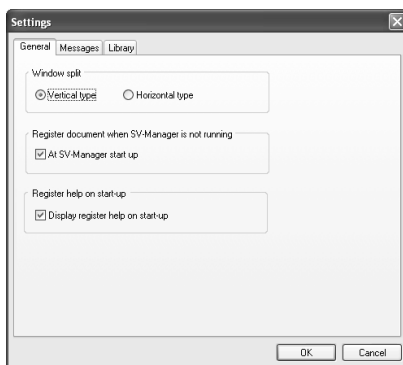 Settings
General Messages Library
Window split
Vertical type Horizontal type
Register document when SV-Manager is not running
At SV-Manager start up
Register help on start-up
Display register help on start-up
OK Cancel